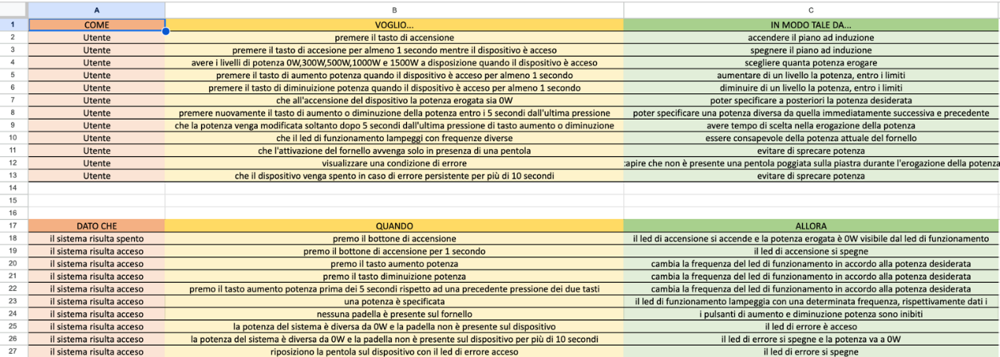 A B C
1 COME VOGLIO... IN MODO TALE DA...
2 Utente premere il tasto di accensione accendere il piano ad induzione
3 Utente premere il tasto di accesione per almeno 1 secondo mentre il dispositivo è acceso spegnere il piano ad induzione
4 Utente avere i livelli di potenza 0W,300W,500W,1000W e 1500W a disposizione quando il dispositivo è acceso scegliere quanta potenza erogare
5 Utente premere il tasto di aumento potenza quando il dispositivo è acceso per almeno 1 secondo aumentare di un livello la potenza, entro i limiti
6 Utente premere il tasto di diminuzione potenza quando il dispositivo è acceso per almeno 1 secondo diminuire di un livello la potenza, entro i limiti
7 Utente che all'accensione del dispositivo la potenza erogata sia 0W poter specificare a posteriori la potenza desiderata
8 Utente premere nuovamente il tasto di aumento o diminuzione della potenza entro i 5 secondi dall'ultima pressione poter specificare una potenza diversa da quella immediatamente successiva e precedente
9 Utente che la potenza venga modificata soltanto dopo 5 secondi dall'ultima pressione di tasto aumento o diminuzione avere tempo di scelta nella erogazione della potenza
10 Utente che il led di funzionamento lampeggi con frequenze diverse essere consapevole della potenza attuale del fornello
11 Utente che l'attivazione del fornello avvenga solo in presenza di una pentola evitare di sprecare potenza
12 Utente visualizzare una condizione di errore capire che non è presente una pentola poggiata sulla piastra durante l'erogazione della potenza
13 Utente che il dispositivo venga spento in caso di errore persistente per più di 10 secondi evitare di sprecare potenza
14
15
16
17 DATO CHE QUANDO ALLORA
18 il sistema risulta spento premo il bottone di accensione il led di accensione si accende e la potenza erogata è 0W visibile dal led di funzionamento
19 il sistema risulta acceso premo il bottone di accensione per 1 secondo il led di accensione si spegne
20 il sistema risulta acceso premo il tasto aumento potenza cambia la frequenza del led di funzionamento in accordo alla potenza desiderata
21 il sistema risulta acceso premo il tasto diminuzione potenza cambia la frequenza del led di funzionamento in accordo alla potenza desiderata
22 il sistema risulta acceso premo il tasto aumento potenza prima dei 5 secondi rispetto ad una precedente pressione dei due tasti cambia la frequenza del led di funzionamento in accordo alla potenza desiderata
23 il sistema risulta acceso una potenza è specificata il led di funzionamento lampeggia con una determinata frequenza, rispettivamente dati i
24 il sistema risulta acceso nessuna padella è presente sul fornello i pulsanti di aumento e diminuzione potenza sono inibiti
25 il sistema risulta acceso la potenza del sistema è diversa da 0W e la padella non è presente sul dispositivo il led di errore è acceso
26 il sistema risulta acceso la potenza del sistema è diversa da 0W e la padella non è presente sul dispositivo per più di 10 secondi il led di errore si spegne e la potenza va a 0W
27 il sistema risulta acceso riposiziono la pentola sul dispositivo con il led di errore acceso il led di errore si spegne